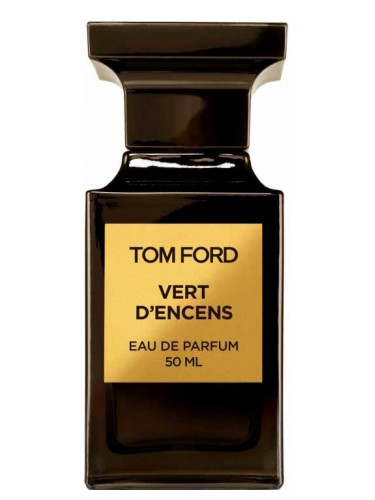 TOM FORD
VERT
D'ENCENS
EAU DE PARFUM
50 ML